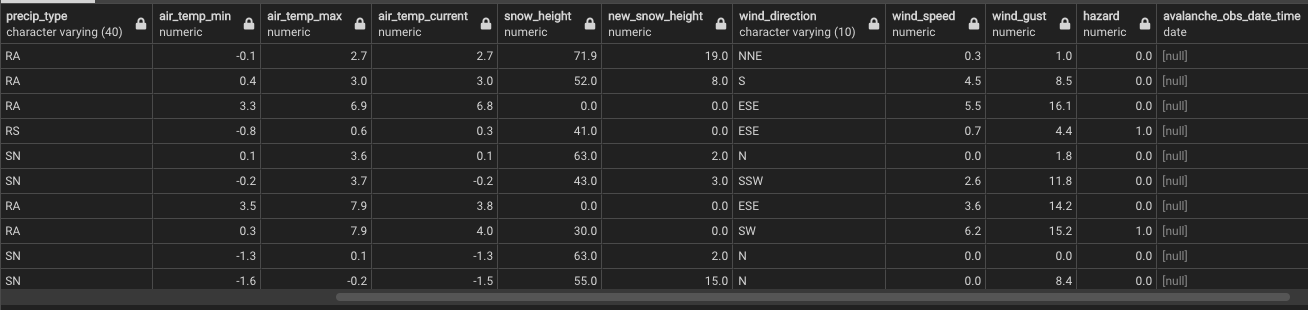 precip_type air_temp_min air_temp_max air_temp_current snow_height new_snow_height wind_direction wind_speed wind_gust hazard avalanche_obs_date_time
character varying (40) numeric numeric numeric numeric numeric character varying (10) numeric numeric numeric date
RA -0.1 2.7 2.7 71.9 19.0 NNE 0.3 1.0 0.0 [null]
RA 0.4 3.0 3.0 52.0 8.0 S 4.5 8.5 0.0 [null]
RA 3.3 6.9 6.8 0.0 0.0 ESE 5.5 16.1 0.0 [null]
RS -0.8 0.6 0.3 41.0 0.0 ESE 0.7 4.4 1.0 [null]
SN 0.1 3.6 0.1 63.0 2.0 N 0.0 1.8 0.0 [null]
SN -0.2 3.7 -0.2 43.0 3.0 SSW 2.6 11.8 0.0 [null]
RA 3.5 7.9 3.8 0.0 0.0 ESE 3.6 14.2 0.0 [null]
RA 0.3 7.9 4.0 30.0 0.0 SW 6.2 15.2 1.0 [null]
SN -1.3 0.1 -1.3 63.0 2.0 N 0.0 0.0 0.0 [null]
SN -1.6 -0.2 -1.5 55.0 15.0 N 0.0 8.4 0.0 [null]